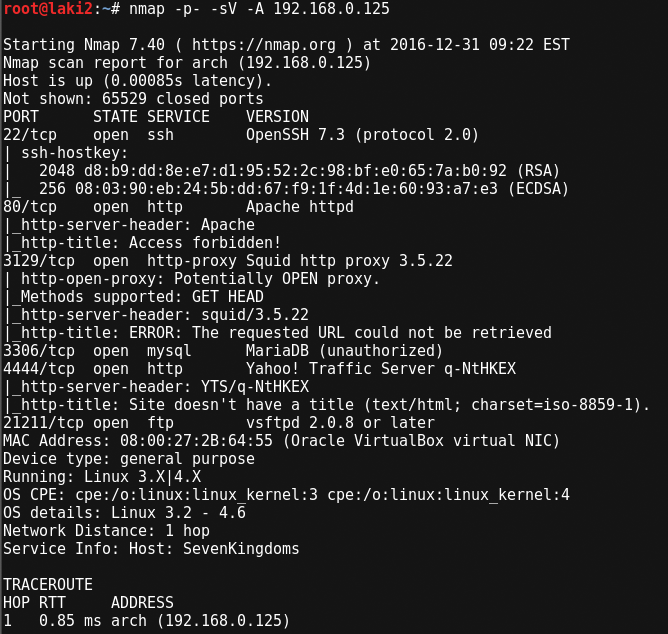 root@laki2:~# nmap -p- -sV -A 192.168.0.125
Starting Nmap 7.40 ( https://nmap.org ) at 2016-12-31 09:22 EST
Nmap scan report for arch (192.168.0.125)
Host is up (0.00085s latency).
Not shown: 65529 closed ports
PORT      STATE SERVICE    VERSION
22/tcp    open  ssh        OpenSSH 7.3 (protocol 2.0)
| ssh-hostkey:
|   2048 d8:b9:dd:8e:e7:d1:95:52:2c:98:bf:e0:65:7a:b0:92 (RSA)
|_  256 08:03:90:eb:24:5b:dd:67:f9:1f:4d:1e:60:93:a7:e3 (ECDSA)
80/tcp    open  http       Apache httpd
|_http-server-header: Apache
|_http-title: Access forbidden!
3129/tcp  open  http-proxy Squid http proxy 3.5.22
| http-open-proxy: Potentially OPEN proxy.
|_Methods supported: GET HEAD
|_http-server-header: squid/3.5.22
|_http-title: ERROR: The requested URL could not be retrieved
3306/tcp  open  mysql      MariaDB (unauthorized)
4444/tcp  open  http       Yahoo! Traffic Server q-NtHKEX
|_http-server-header: YTS/q-NtHKEX
|_http-title: Site doesn't have a title (text/html; charset=iso-8859-1).
21211/tcp open  ftp        vsftpd 2.0.8 or later
MAC Address: 08:00:27:2B:64:55 (Oracle VirtualBox virtual NIC)
Device type: general purpose
Running: Linux 3.X|4.X
OS CPE: cpe:/o:linux:linux_kernel:3 cpe:/o:linux:linux_kernel:4
OS details: Linux 3.2 - 4.6
Network Distance: 1 hop
Service Info: Host: SevenKingdoms
TRACEROUTE
HOP RTT     ADDRESS
1   0.85 ms arch (192.168.0.125)